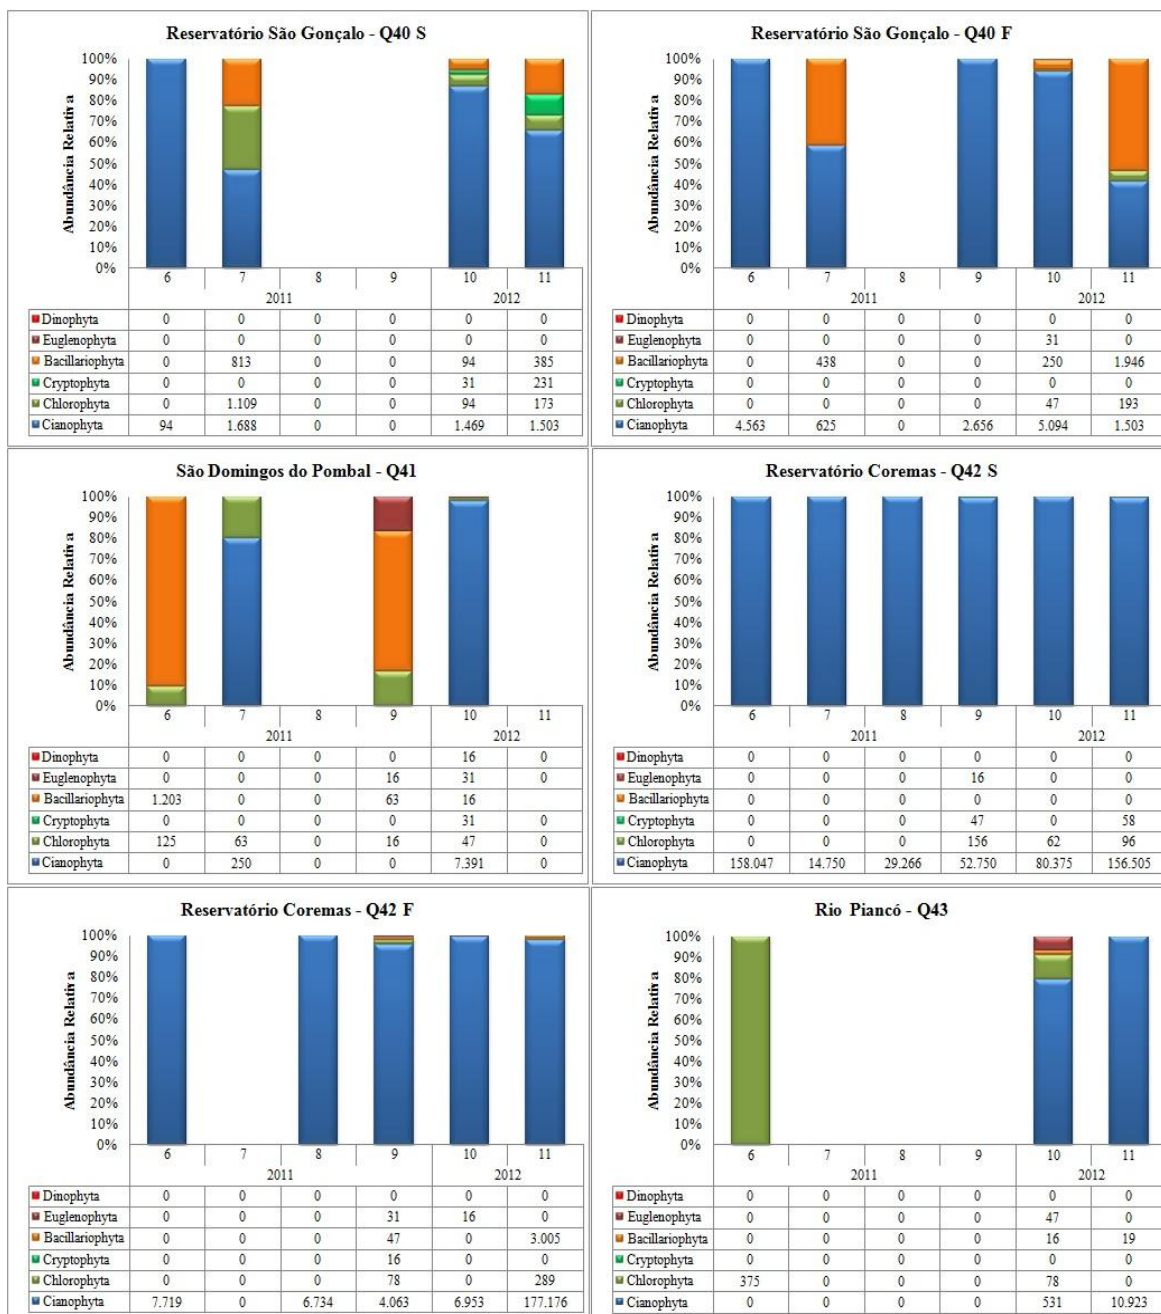 Reservatório São Gonçalo - Q40 S
Abundância Relativa
100%
90%
80%
70%
60%
50%
40%
30%
20%
10%
0%
6 7 8 9 10 11
2011 2012
Dinophyta 0 0 0 0 0 0
Euglenophyta 0 0 0 0 0 0
Bacillariophyta 0 813 0 0 94 385
Cryptophyta 0 0 0 0 31 231
Chlorophyta 0 1.109 0 0 94 173
Cianophyta 94 1.688 0 0 1.469 1.503
Reservatório São Gonçalo - Q40 F
Abundância Relativa
100%
90%
80%
70%
60%
50%
40%
30%
20%
10%
0%
6 7 8 9 10 11
2011 2012
Dinophyta 0 0 0 0 0 0
Euglenophyta 0 0 0 0 31 0
Bacillariophyta 0 438 0 0 250 1.946
Cryptophyta 0 0 0 0 0 0
Chlorophyta 0 0 0 0 47 193
Cianophyta 4.563 625 0 2.656 5.094 1.503
São Domingos do Pombal - Q41
Abundância Relativa
100%
90%
80%
70%
60%
50%
40%
30%
20%
10%
0%
6 7 8 9 10 11
2011 2012
Dinophyta 0 0 0 0 16 0
Euglenophyta 0 0 0 16 31 0
Bacillariophyta 1.203 0 0 63 16
Cryptophyta 0 0 0 0 31 0
Chlorophyta 125 63 0 16 47 0
Cianophyta 0 250 0 0 7.391 0
Reservatório Coremas - Q42 S
Abundância Relativa
100%
90%
80%
70%
60%
50%
40%
30%
20%
10%
0%
6 7 8 9 10 11
2011 2012
Dinophyta 0 0 0 0 0 0
Euglenophyta 0 0 0 16 0 0
Bacillariophyta 0 0 0 0 0 0
Cryptophyta 0 0 0 47 0 58
Chlorophyta 0 0 0 156 62 96
Cianophyta 158.047 14.750 29.266 52.750 80.375 156.505
Reservatório Coremas - Q42 F
Abundância Relativa
100%
90%
80%
70%
60%
50%
40%
30%
20%
10%
0%
6 7 8 9 10 11
2011 2012
Dinophyta 0 0 0 0 0 0
Euglenophyta 0 0 0 31 16 0
Bacillariophyta 0 0 0 47 0 3.005
Cryptophyta 0 0 0 16 0 0
Chlorophyta 0 0 0 78 0 289
Cianophyta 7.719 0 6.734 4.063 6.953 177.176
Rio Piancó - Q43
Abundância Relativa
100%
90%
80%
70%
60%
50%
40%
30%
20%
10%
0%
6 7 8 9 10 11
2011 2012
Dinophyta 0 0 0 0 0 0
Euglenophyta 0 0 0 0 47 0
Bacillariophyta 0 0 0 0 16 19
Cryptophyta 0 0 0 0 0 0
Chlorophyta 375 0 0 0 78 0
Cianophyta 0 0 0 0 531 10.923